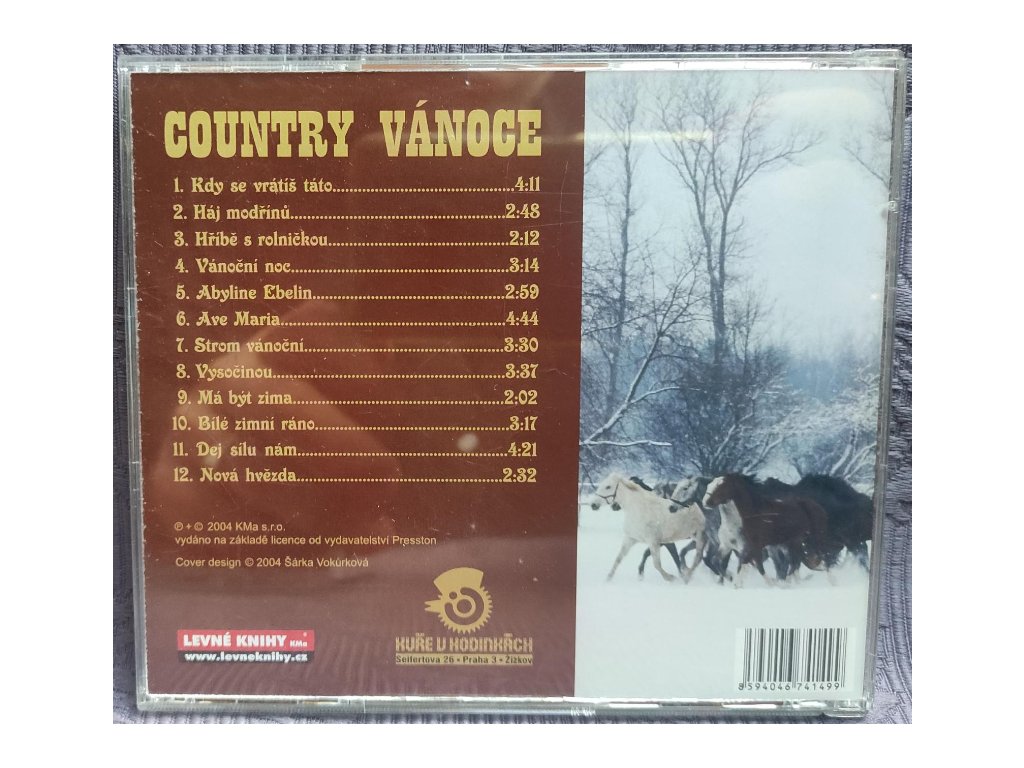 COUNTRY VÁNOCE
1. Kdy se vrátíš táto..............................................4:11
2. Háj modřínů......................................................2:48
3. Hříbě s rolničkou..............................................2:12
4. Vánoční noc.......................................................3:14
5. Abyline Ebelin.................................................2:59
6. Ave Maria.........................................................4:44
7. Strom vánoční...................................................3:30
8. Vysočinou..........................................................3:37
9. Má být zima......................................................2:02
10. Bílé zimní ráno.................................................3:17
11. Dej sílu nám.....................................................4:21
12. Nová hvězda....................................................2:32
℗ + © 2004 KMa s.r.o.
vydáno na základě licence od vydavatelství Presston
Cover design © 2004 Šárka Vokůrková
LEVNÉ KNIHY KMa®
www.levneknihy.cz
KUŘE V HODINKÁCH
Seifertova 26 • Praha 3 • Žižkov
8 594046 741499